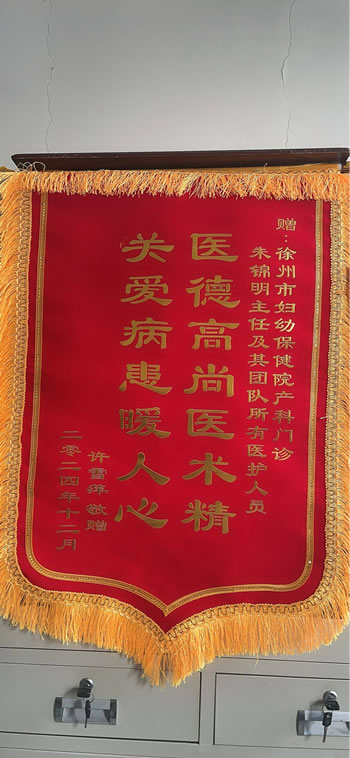 赠：徐州市妇幼保健院产科门诊
朱锦明主任及其团队所有医护人员
医德高尚医术精
关爱病患暖人心
许雪萍敬赠
二零二四年十二月